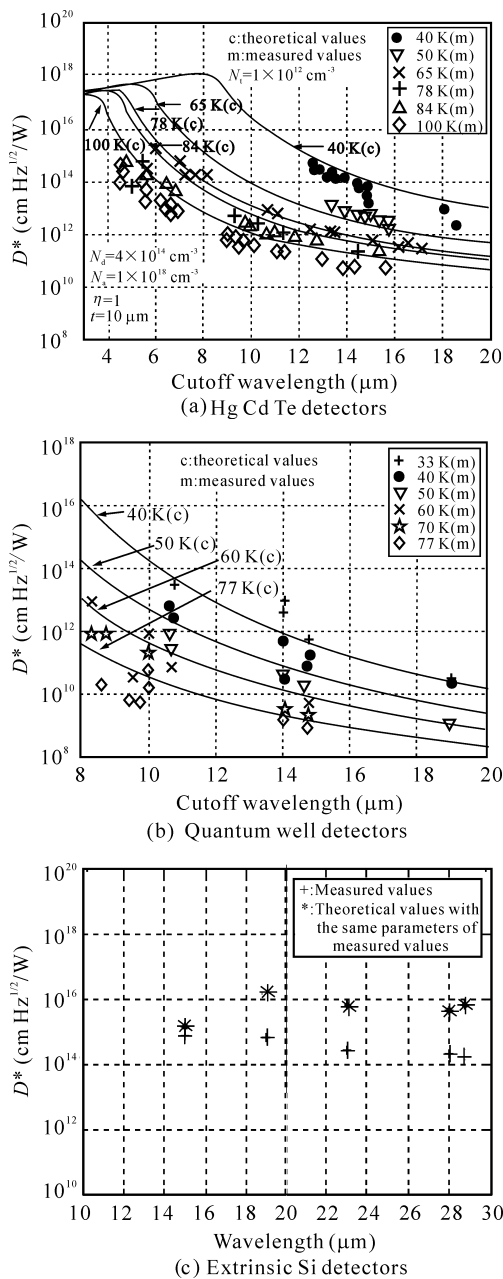 c:theoretical values
m:measured values
N_t=1×10^12 cm^-3
40 K(m)
50 K(m)
65 K(m)
78 K(m)
84 K(m)
100 K(m)
65 K(c)
78 K(c)
100 K(c)
84 K(c)
40 K(c)
N_d=4×10^14 cm^-3
N_a=1×10^18 cm^-3
η=1
t=10 μm
10^20
10^18
10^16
10^14
10^12
10^10
10^8
D* (cm Hz^1/2/W)
4 6 8 10 12 14 16 18 20
Cutoff wavelength (μm)
(a) Hg Cd Te detectors
c:theoretical values
m:measured values
33 K(m)
40 K(m)
50 K(m)
60 K(m)
70 K(m)
77 K(m)
40 K(c)
50 K(c)
60 K(c)
77 K(c)
10^18
10^16
10^14
10^12
10^10
10^8
D* (cm Hz^1/2/W)
8 10 12 14 16 18 20
Cutoff wavelength (μm)
(b) Quantum well detectors
+:Measured values
*:Theoretical values with
the same parameters of
measured values
10^20
10^18
10^16
10^14
10^12
10^10
D* (cm Hz^1/2/W)
10 12 14 16 18 20 22 24 26 28 30
Wavelength (μm)
(c) Extrinsic Si detectors